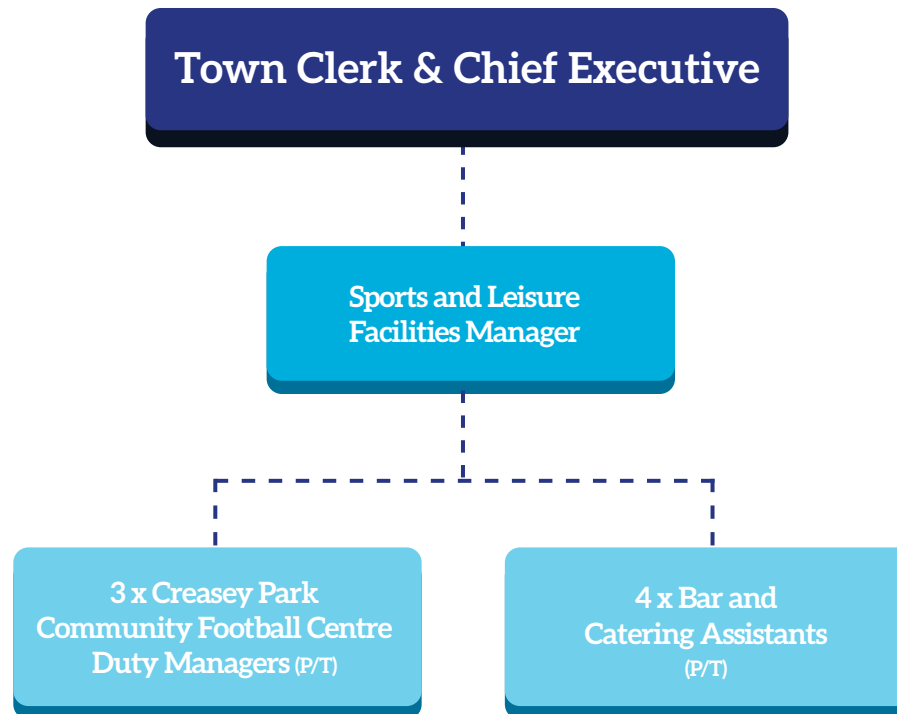 Town Clerk & Chief Executive
Sports and Leisure
Facilities Manager
3 x Creasey Park
Community Football Centre
Duty Managers (P/T)
4 x Bar and
Catering Assistants
(P/T)